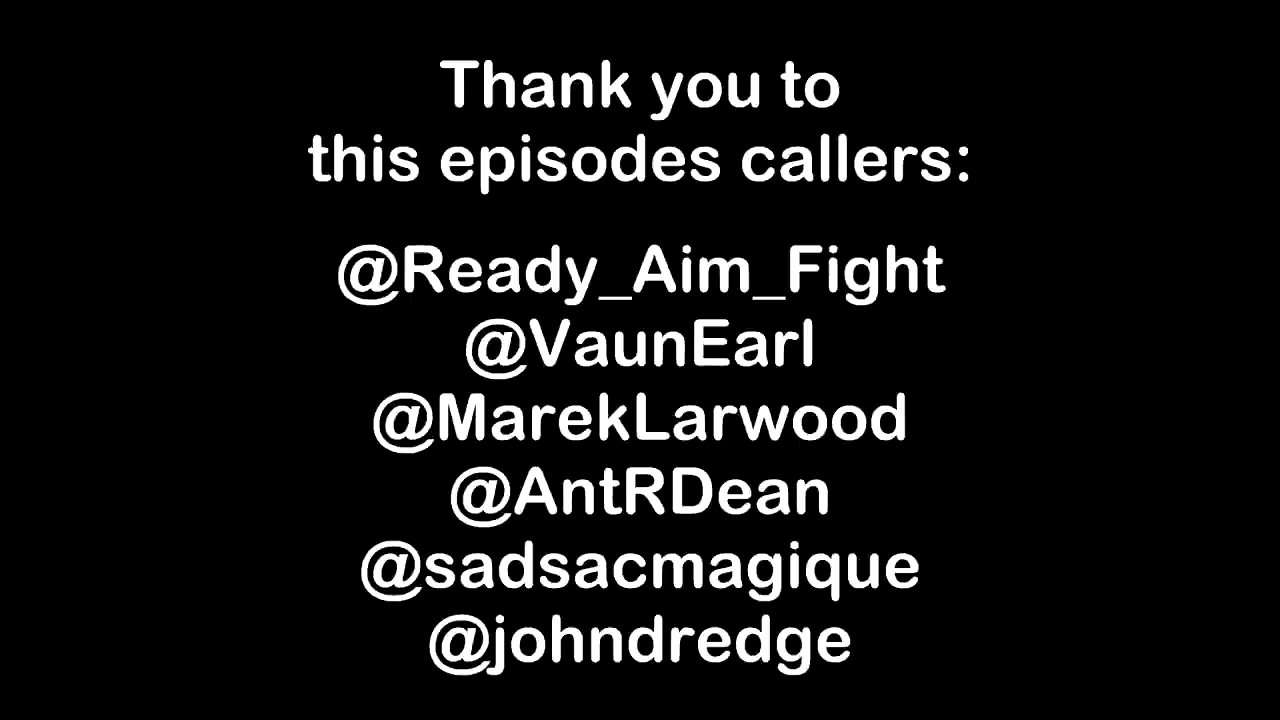 Thank you to
this episodes callers:
@Ready_Aim_Fight
@VaunEarl
@MarekLarwood
@AntRDean
@sadsacmagique
@johndredge